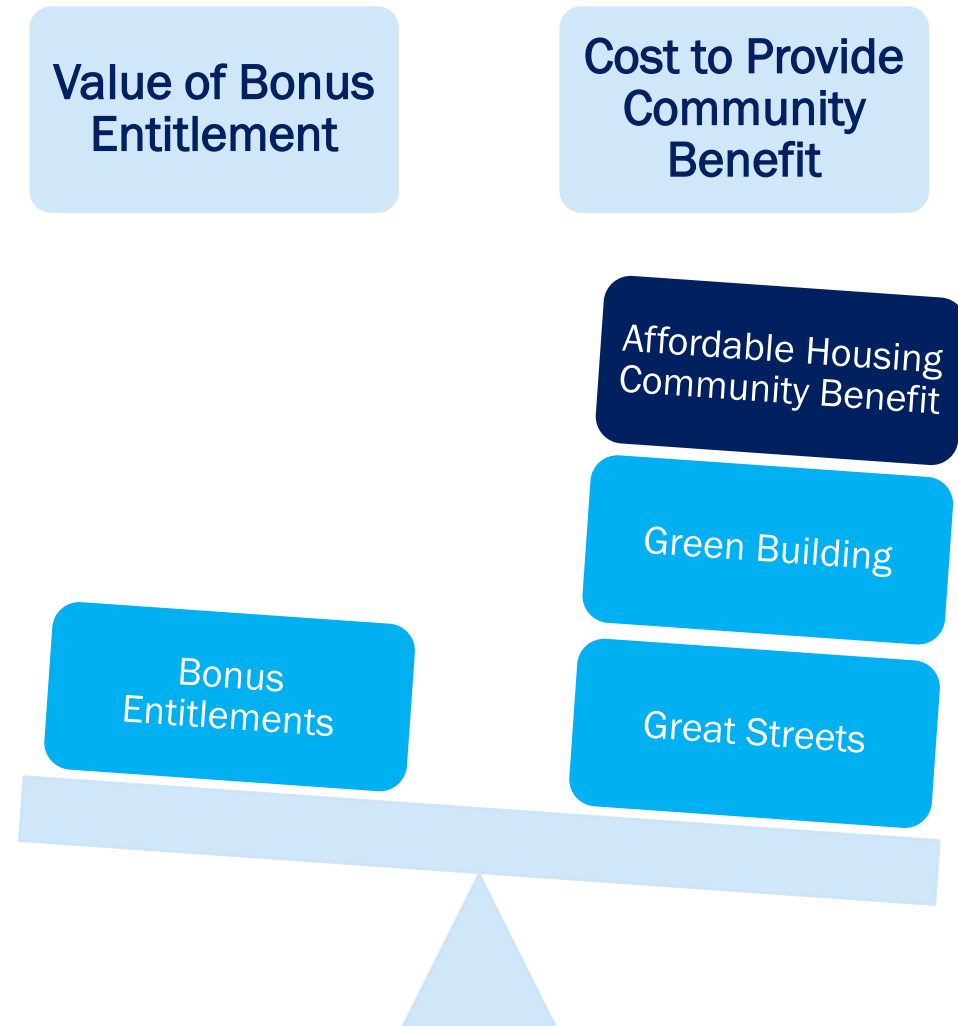 Value of Bonus
Entitlement
Cost to Provide
Community
Benefit
Affordable Housing
Community Benefit
Green Building
Bonus
Entitlements
Great Streets